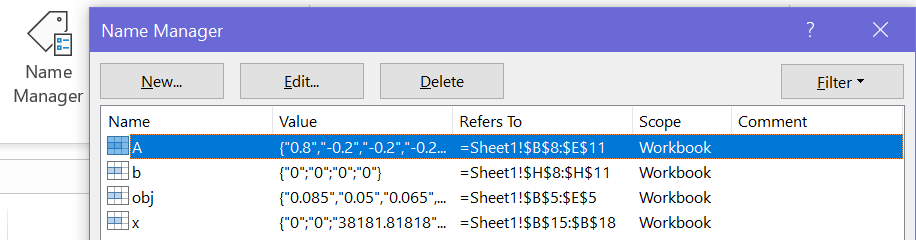 Name Manager
Name Manager ? ×
New... Edit... Delete Filter
Name Value Refers To Scope Comment
A {"0.8","-0.2","-0.2","-0.2... =Sheet1!$B$8:$E$11 Workbook
b {"0";"0";"0";"0"} =Sheet1!$H$8:$H$11 Workbook
obj {"0.085","0.05","0.065",... =Sheet1!$B$5:$E$5 Workbook
x {"0";"0";"38181.81818"... =Sheet1!$B$15:$B$18 Workbook